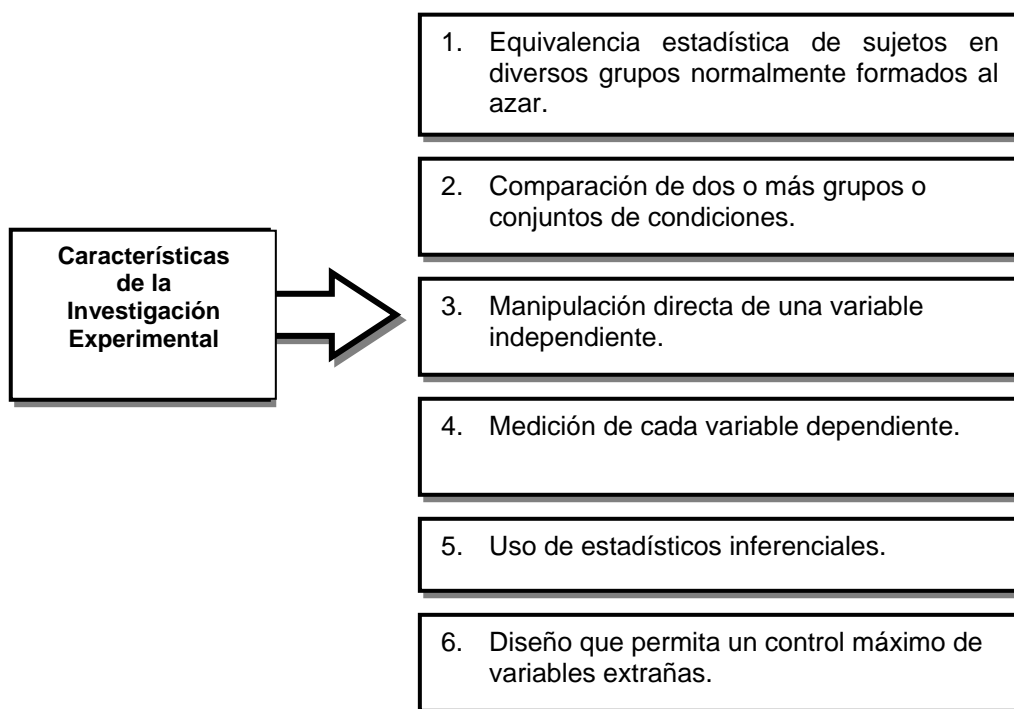 Características
de la
Investigación
Experimental
1. Equivalencia estadística de sujetos en
diversos grupos normalmente formados al
azar.
2. Comparación de dos o más grupos o
conjuntos de condiciones.
3. Manipulación directa de una variable
independiente.
4. Medición de cada variable dependiente.
5. Uso de estadísticos inferenciales.
6. Diseño que permita un control máximo de
variables extrañas.